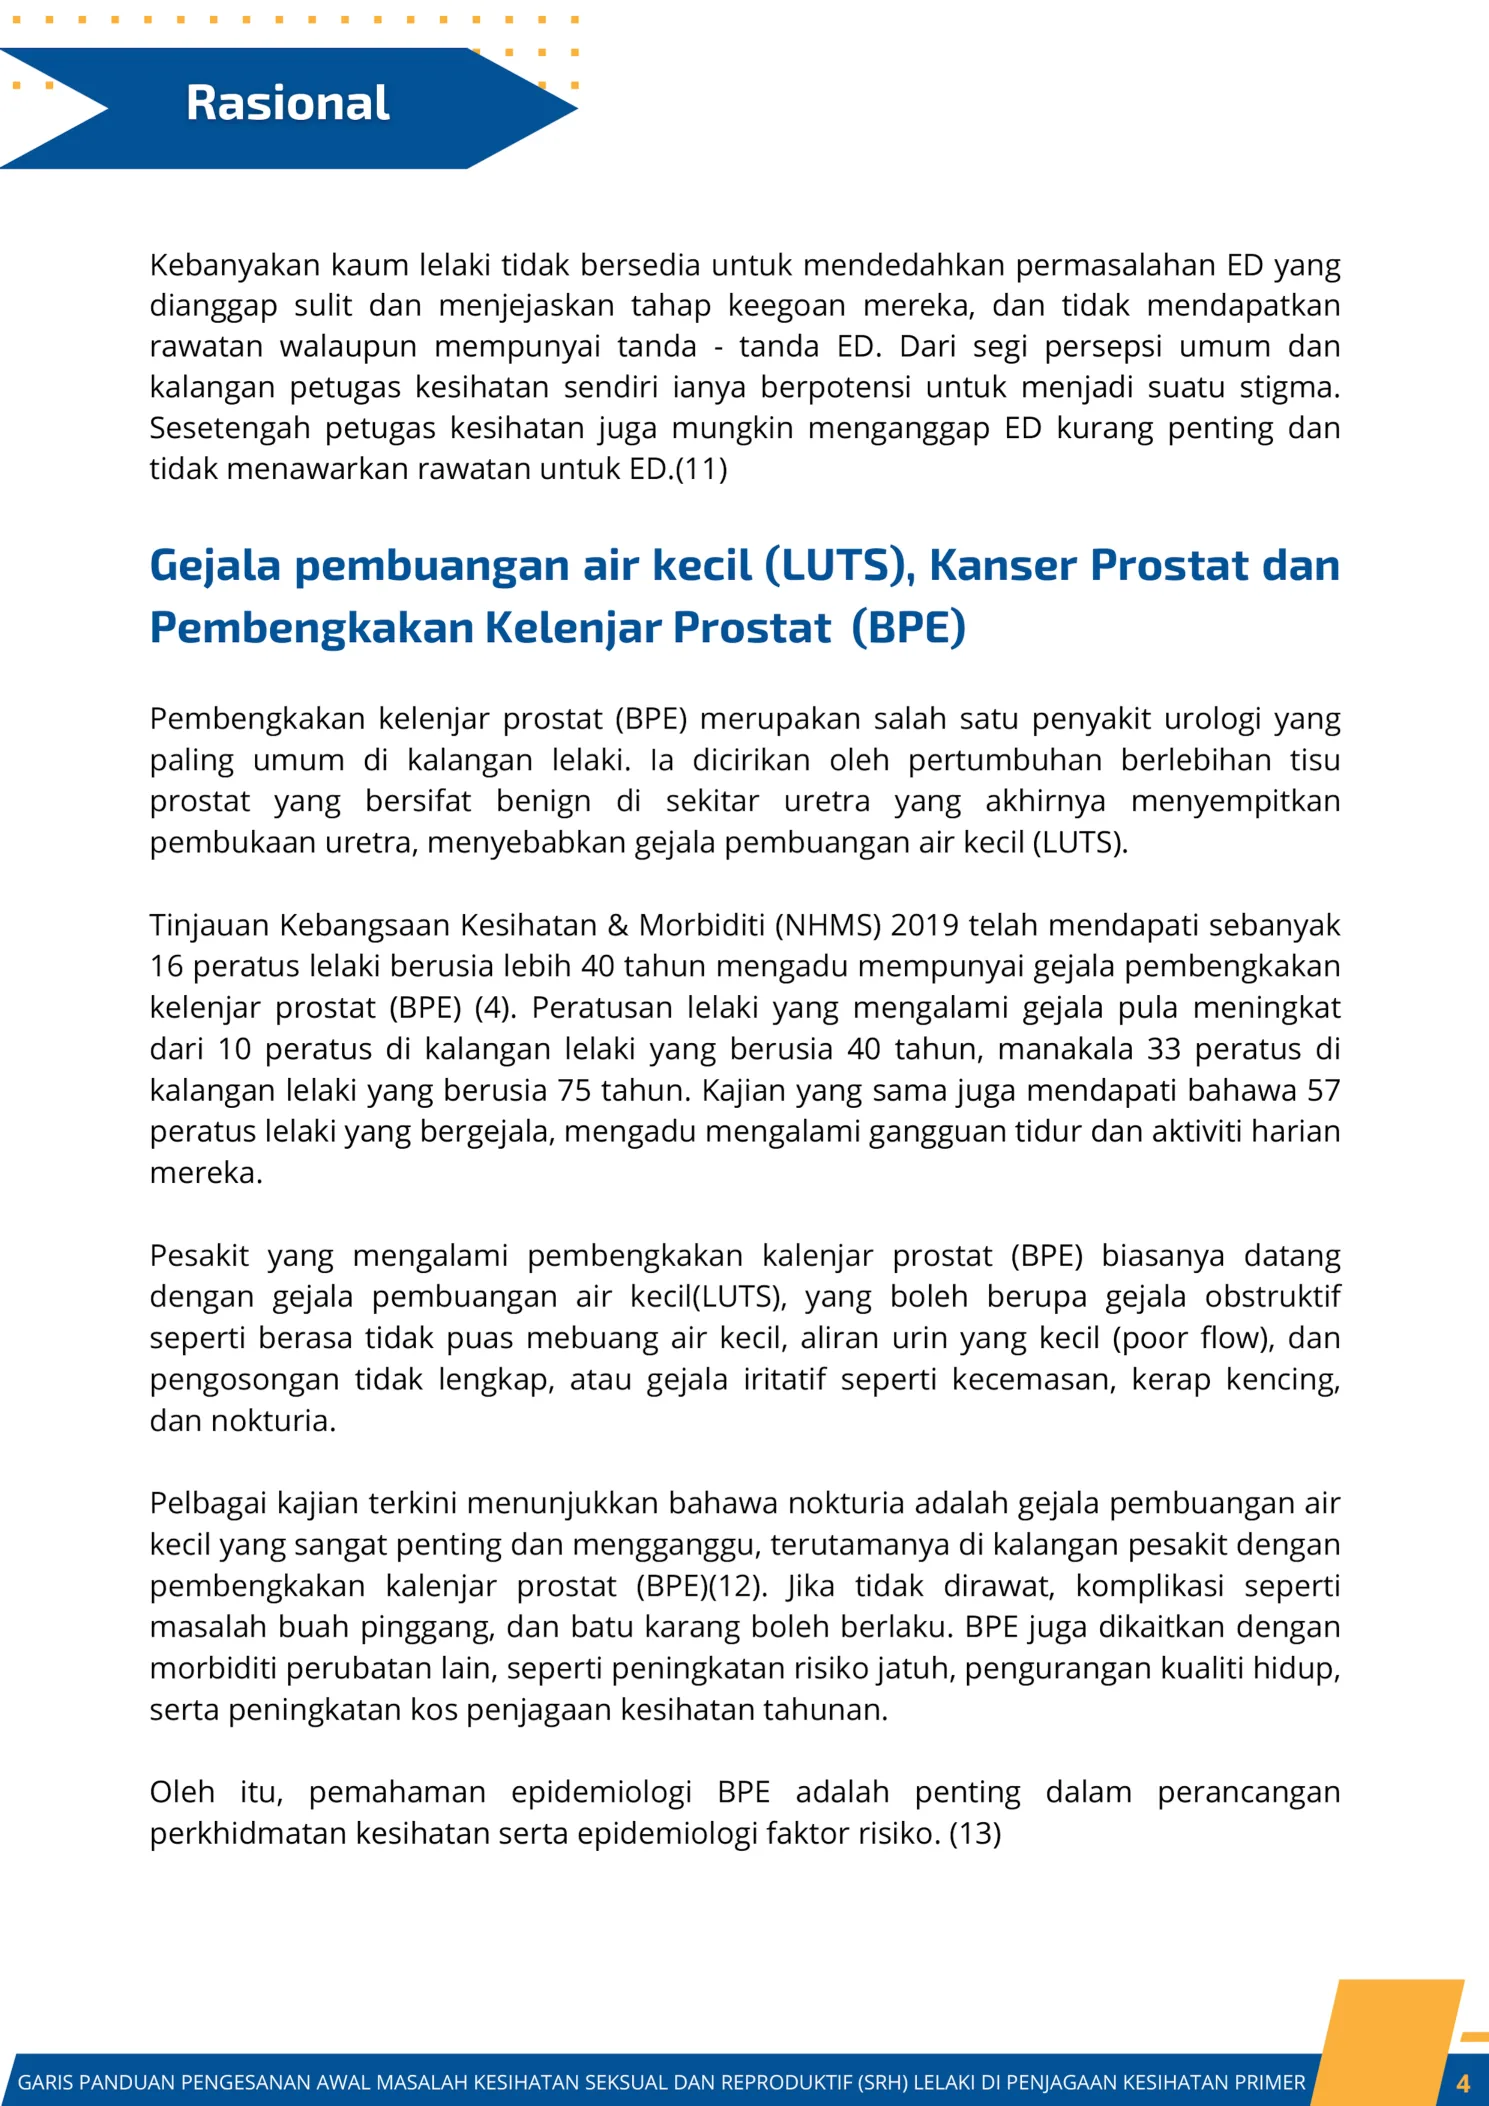 Rasional
Kebanyakan kaum lelaki tidak bersedia untuk mendedahkan permasalahan ED yang
dianggap sulit dan menjejaskan tahap keegoan mereka, dan tidak mendapatkan
rawatan walaupun mempunyai tanda - tanda ED. Dari segi persepsi umum dan
kalangan petugas kesihatan sendiri ianya berpotensi untuk menjadi suatu stigma.
Sesetengah petugas kesihatan juga mungkin menganggap ED kurang penting dan
tidak menawarkan rawatan untuk ED.(11)
Gejala pembuangan air kecil (LUTS), Kanser Prostat dan
Pembengkakan Kelenjar Prostat (BPE)
Pembengkakan kelenjar prostat (BPE) merupakan salah satu penyakit urologi yang
paling umum di kalangan lelaki. Ia dicirikan oleh pertumbuhan berlebihan tisu
prostat yang bersifat benign di sekitar uretra yang akhirnya menyempitkan
pembukaan uretra, menyebabkan gejala pembuangan air kecil (LUTS).
Tinjauan Kebangsaan Kesihatan & Morbiditi (NHMS) 2019 telah mendapati sebanyak
16 peratus lelaki berusia lebih 40 tahun mengadu mempunyai gejala pembengkakan
kelenjar prostat (BPE) (4). Peratusan lelaki yang mengalami gejala pula meningkat
dari 10 peratus di kalangan lelaki yang berusia 40 tahun, manakala 33 peratus di
kalangan lelaki yang berusia 75 tahun. Kajian yang sama juga mendapati bahawa 57
peratus lelaki yang bergejala, mengadu mengalami gangguan tidur dan aktiviti harian
mereka.
Pesakit yang mengalami pembengkakan kalenjar prostat (BPE) biasanya datang
dengan gejala pembuangan air kecil(LUTS), yang boleh berupa gejala obstruktif
seperti berasa tidak puas mebuang air kecil, aliran urin yang kecil (poor flow), dan
pengosongan tidak lengkap, atau gejala iritatif seperti kecemasan, kerap kencing,
dan nokturia.
Pelbagai kajian terkini menunjukkan bahawa nokturia adalah gejala pembuangan air
kecil yang sangat penting dan mengganggu, terutamanya di kalangan pesakit dengan
pembengkakan kalenjar prostat (BPE)(12). Jika tidak dirawat, komplikasi seperti
masalah buah pinggang, dan batu karang boleh berlaku. BPE juga dikaitkan dengan
morbiditi perubatan lain, seperti peningkatan risiko jatuh, pengurangan kualiti hidup,
serta peningkatan kos penjagaan kesihatan tahunan.
Oleh itu, pemahaman epidemiologi BPE adalah penting dalam perancangan
perkhidmatan kesihatan serta epidemiologi faktor risiko. (13)
GARIS PANDUAN PENGESANAN AWAL MASALAH KESIHATAN SEKSUAL DAN REPRODUKTIF (SRH) LELAKI DI PENJAGAAN KESIHATAN PRIMER
4